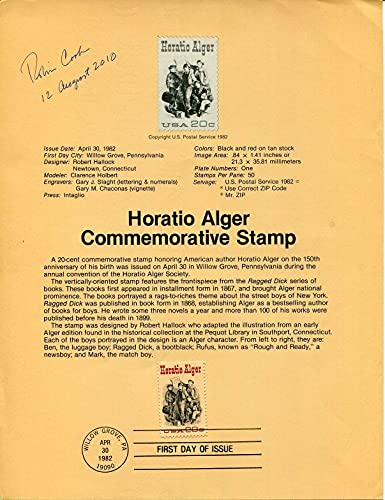 Robin Cook
12 August 2010
Horatio Alger
USA 20c
Copyright U.S. Postal Service 1982
Issue Date: April 30, 1982
First Day City: Willow Grove, Pennsylvania
Designer: Robert Hallock
Newtown, Connecticut
Modeler: Clarence Holbert
Engravers: Gary J. Slaght (lettering & numerals)
Gary M. Chaconas (vignette)
Press: Intaglio
Colors: Black and red on tan stock
Image Area: .84 × 1.41 inches or
21.3 × 35.81 millimeters
Plate Numbers: One
Stamps Per Pane: 50
Selvage: © U.S. Postal Service 1982
Use Correct ZIP Code
Mr. ZIP
Horatio Alger
Commemorative Stamp
A 20-cent commemorative stamp honoring American author Horatio Alger on the 150th
anniversary of his birth was issued on April 30 in Willow Grove, Pennsylvania during the
annual convention of the Horatio Alger Society.
The vertically-oriented stamp features the frontispiece from the Ragged Dick series of
books. These books first appeared in installment form in 1867, and brought Alger national
prominence. The books portrayed a rags-to-riches theme about the street boys of New York.
Ragged Dick was published in book form in 1868, establishing Alger as a bestselling author
of books for boys. He wrote some three novels a year and more than 100 of his works were
published before his death in 1899.
The stamp was designed by Robert Hallock who adapted the illustration from an early
Alger edition found in the historical collection at the Pequot Library in Southport, Connecticut.
Each of the boys portrayed in the design is an Alger character. From left to right, they are:
Ben, the luggage boy; Ragged Dick, a bootblack; Rufus, known as "Rough and Ready," a
newsboy; and Mark, the match boy.
Horatio Alger
USA 20c
WILLOW GROVE, PA
APR
30
1982
19090
FIRST DAY OF ISSUE